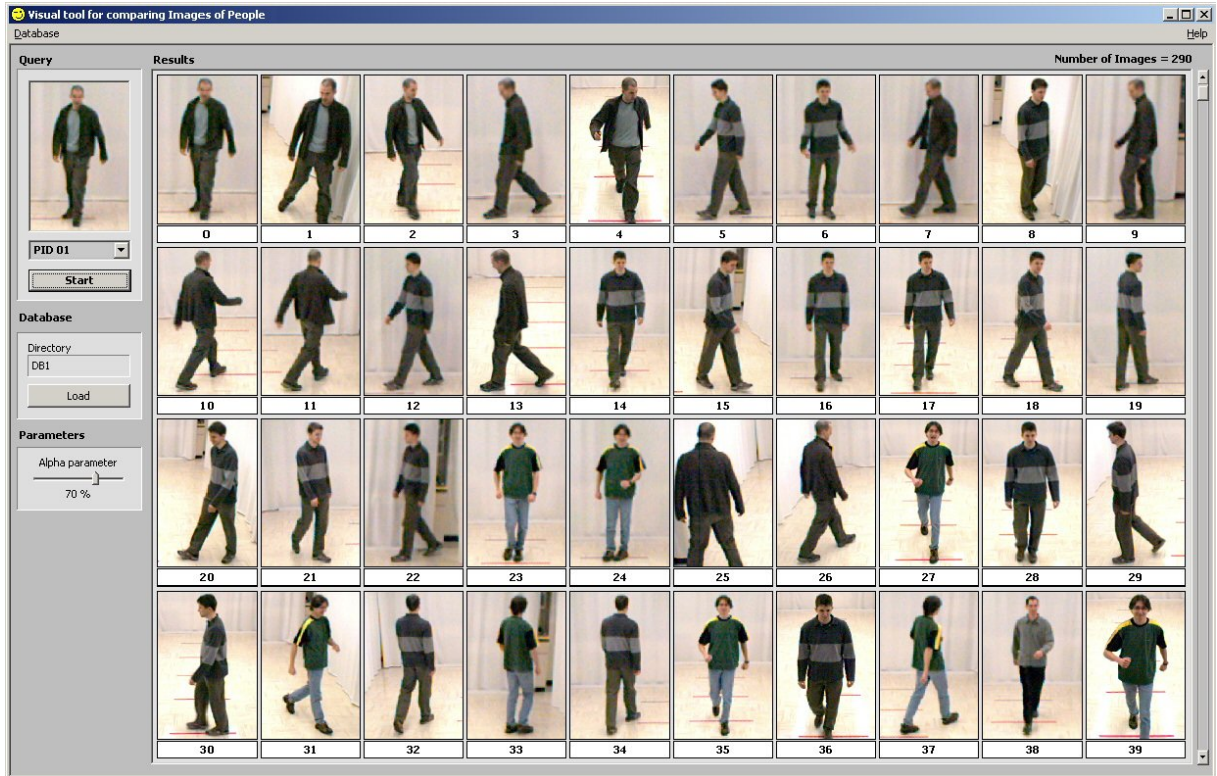 Visual tool for comparing Images of People
Database
Help
Query
Results
Number of Images = 290
PID 01
Start
Database
Directory
DB1
Load
Parameters
Alpha parameter
70 %
0 1 2 3 4 5 6 7 8 9
10 11 12 13 14 15 16 17 18 19
20 21 22 23 24 25 26 27 28 29
30 31 32 33 34 35 36 37 38 39